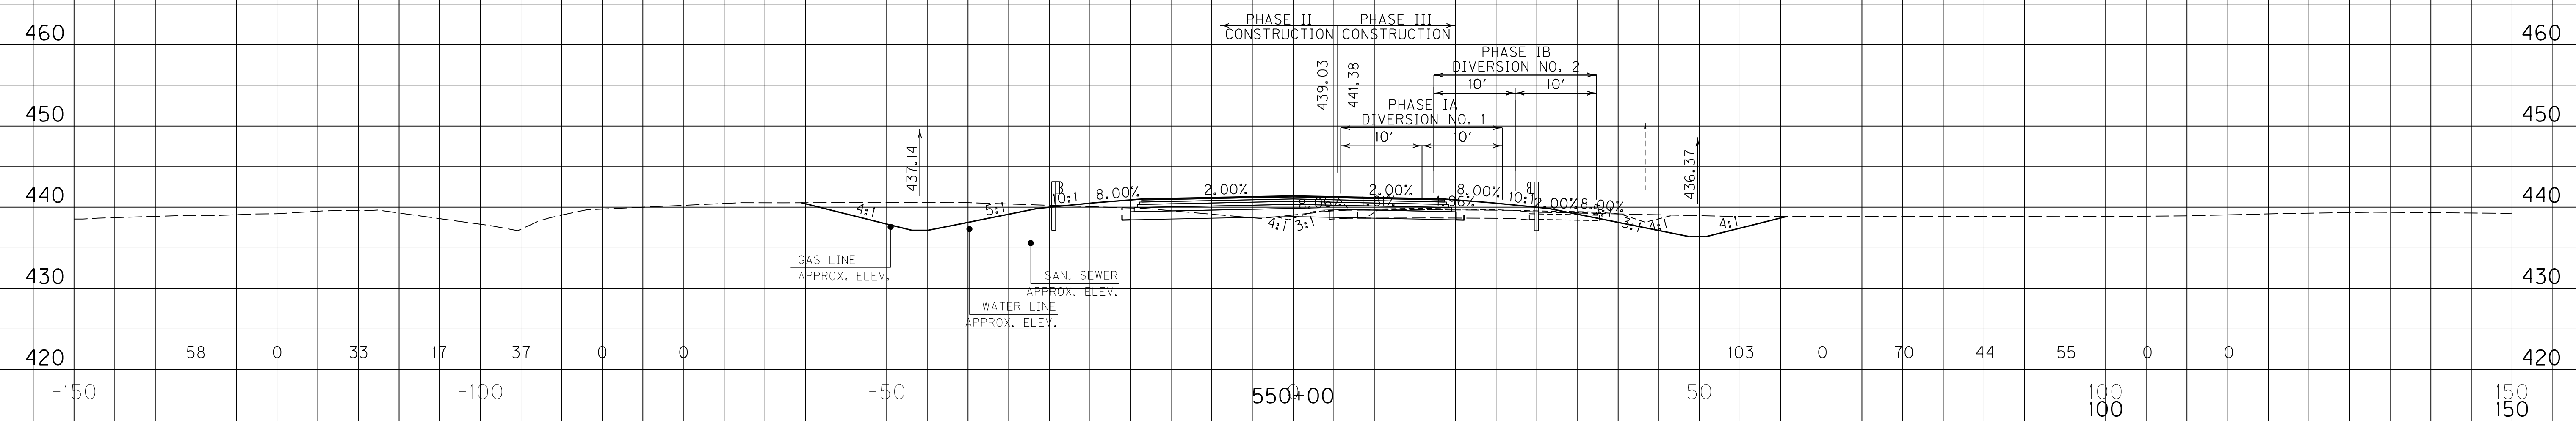 PHASE II PHASE III
CONSTRUCTION CONSTRUCTION
460 460
PHASE IB
DIVERSION NO. 2
10' 10'
439.03 441.38
PHASE IA
DIVERSION NO. 1
450 450
10' 10'
437.14 436.37
440 440
10:1 8.00% 2.00% 2.00% 8.00% 10:1
8.06% 1.81% 1.96% 2.00% 8.00%
4:1 5:1 4:1 3:1 3:1 4:1 4:1
GAS LINE
APPROX. ELEV.
SAN. SEWER
APPROX. ELEV.
430 430
WATER LINE
APPROX. ELEV.
58 0 33 17 37 0 0 103 0 70 44 55 0 0
420 420
-150 -100 -50 0 50 100 150
550+00
100 150